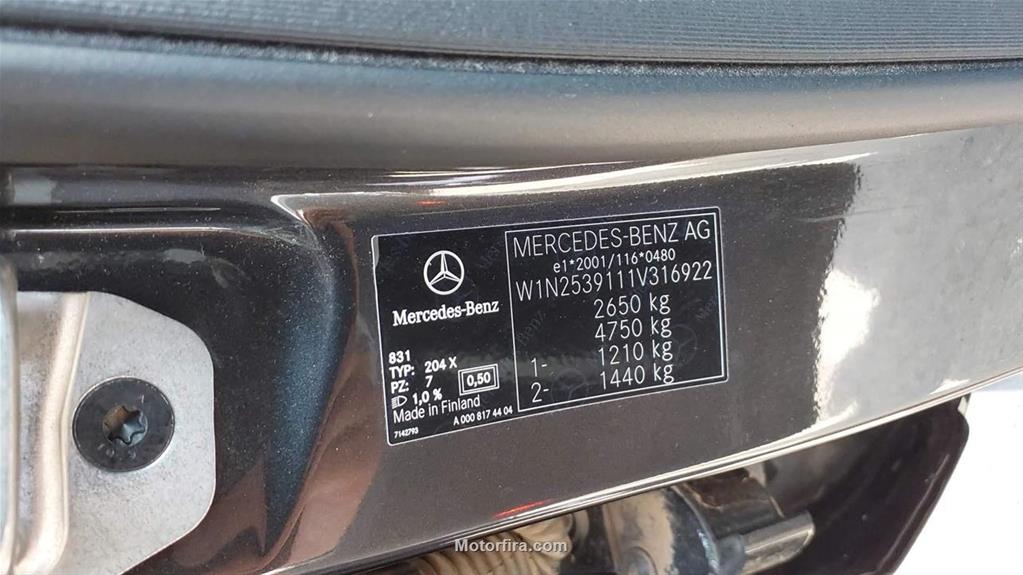 Mercedes-Benz
831
TYP: 204 X
PZ: 7
1,0 %
0,50
Made in Finland
7142793
A 000 817 44 04
MERCEDES-BENZ AG
e1*2001/116*0480
W1N2539111V316922
2650 kg
4750 kg
1- 1210 kg
2- 1440 kg
Motorfira.com